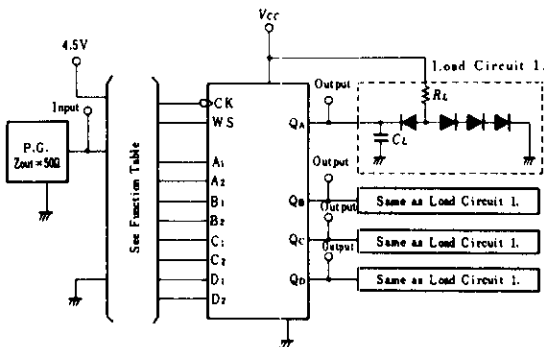 VCC
4.5V
Input
P.G.
Zout = 50Ω
See Function Table
CK
WS
A1
A2
B1
B2
C1
C2
D1
D2
QA
QB
QC
QD
Output
Load Circuit 1.
RL
CL
Output
Same as Load Circuit 1.
Output
Same as Load Circuit 1.
Output
Same as Load Circuit 1.